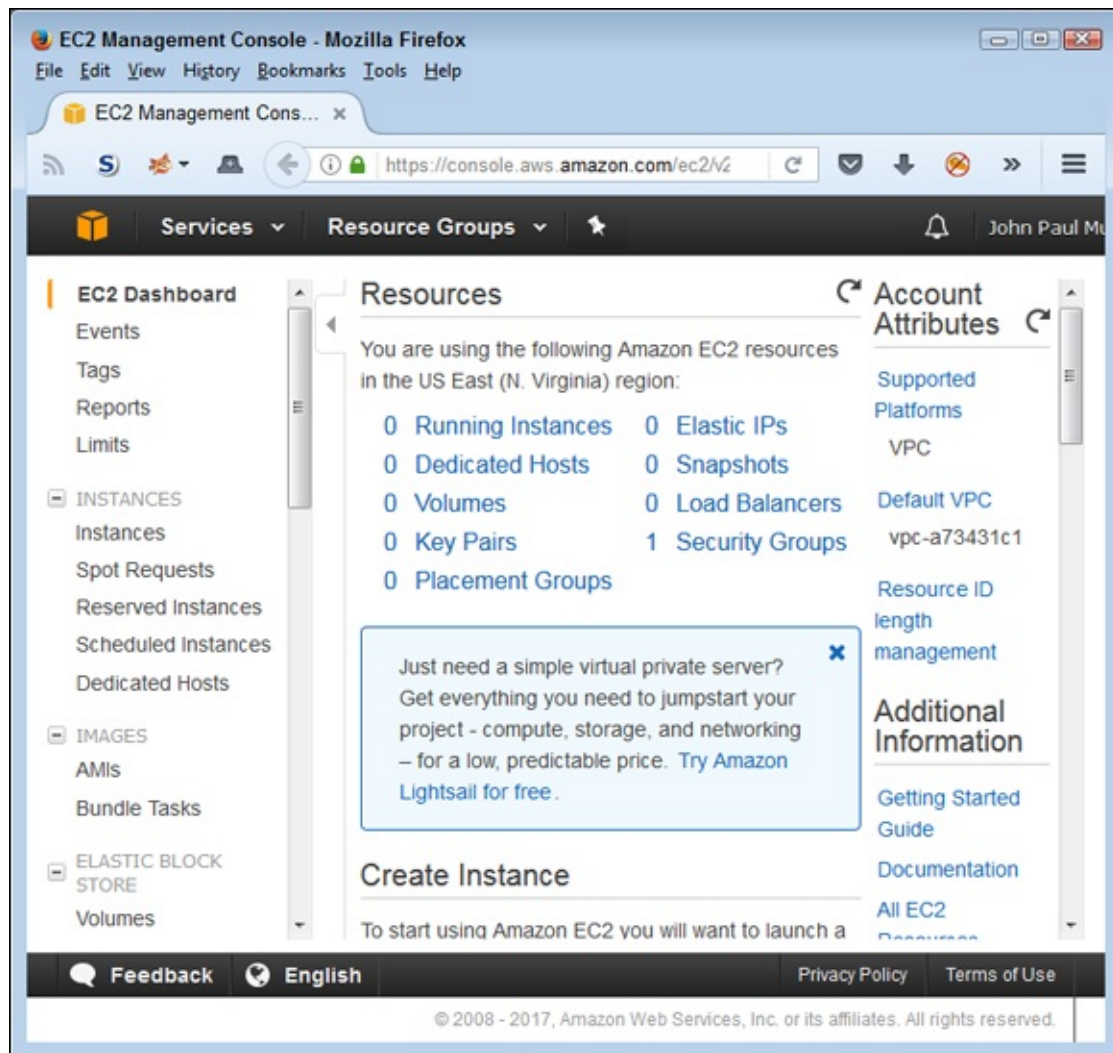 EC2 Management Console - Mozilla Firefox
File Edit View History Bookmarks Tools Help
EC2 Management Cons...
S
https://console.aws.amazon.com/ec2/v2
Services
Resource Groups
John Paul Mu
EC2 Dashboard
Events
Tags
Reports
Limits
INSTANCES
Instances
Spot Requests
Reserved Instances
Scheduled Instances
Dedicated Hosts
IMAGES
AMIs
Bundle Tasks
ELASTIC BLOCK
STORE
Volumes
Resources
You are using the following Amazon EC2 resources
in the US East (N. Virginia) region:
0 Running Instances 0 Elastic IPs
0 Dedicated Hosts 0 Snapshots
0 Volumes 0 Load Balancers
0 Key Pairs 1 Security Groups
0 Placement Groups
Just need a simple virtual private server?
Get everything you need to jumpstart your
project - compute, storage, and networking
– for a low, predictable price. Try Amazon
Lightsail for free.
Create Instance
To start using Amazon EC2 you will want to launch a
Account
Attributes
Supported
Platforms
VPC
Default VPC
vpc-a73431c1
Resource ID
length
management
Additional
Information
Getting Started
Guide
Documentation
All EC2
Resources
Feedback English Privacy Policy Terms of Use
© 2008 - 2017, Amazon Web Services, Inc. or its affiliates. All rights reserved.